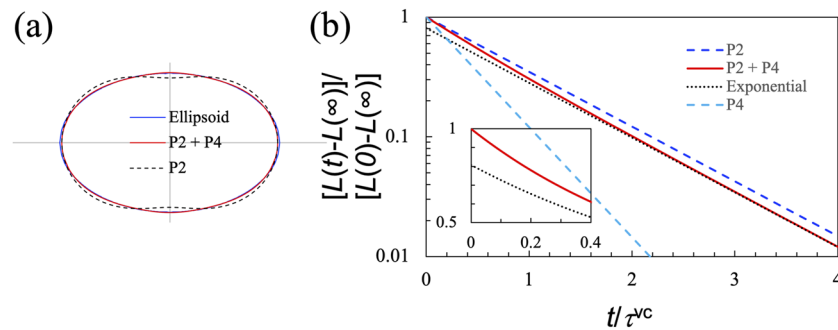 (a)
Ellipsoid
P2 + P4
P2
(b)
[L(t)-L(∞)]/
[L(0)-L(∞)]
1
0.1
0.01
P2
P2 + P4
Exponential
P4
1
0.5
0 0.2 0.4
0 1 2 3 4
t/τ^VC